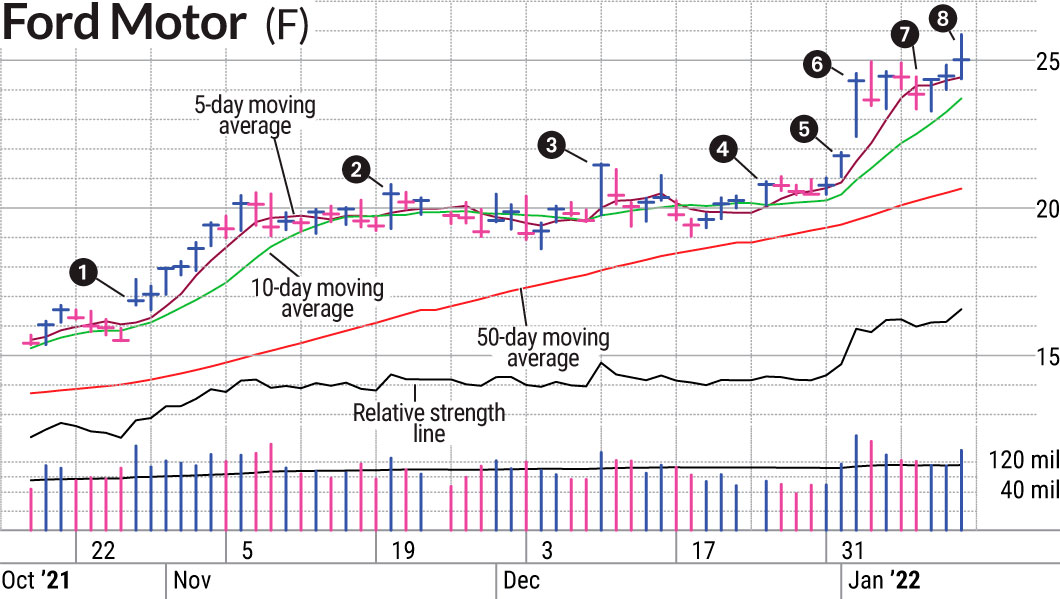 Ford Motor (F)
8
7
6
25
5-day moving
average
5
3
4
2
20
1
10-day moving
average
50-day moving
average
15
Relative strength
line
120 mil
40 mil
22 5 19 3 17 31
Oct ’21 Nov Dec Jan ’22